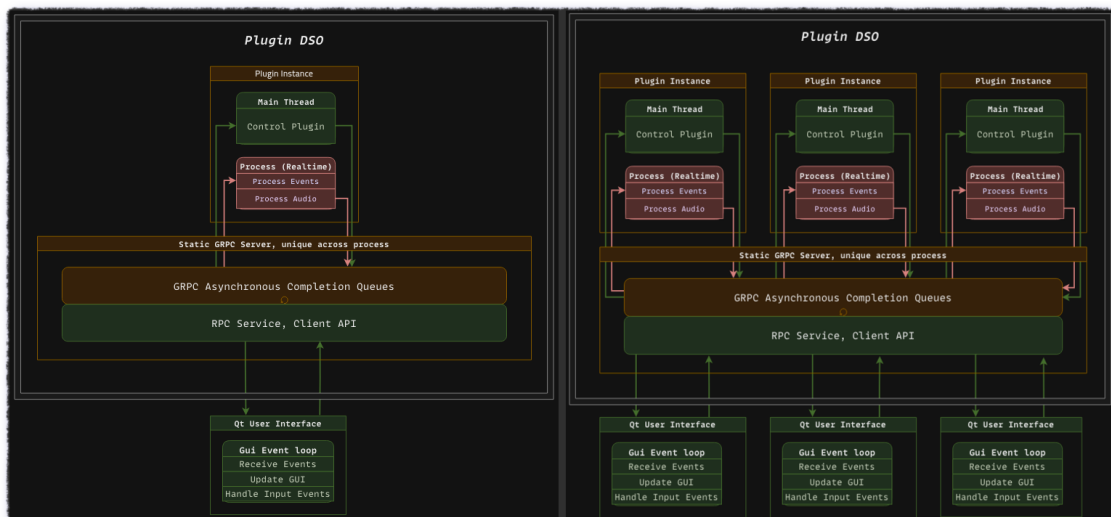 Plugin DSO
Plugin Instance
Main Thread
Control Plugin
Process (Realtime)
Process Events
Process Audio
Static GRPC Server, unique across process
GRPC Asynchronous Completion Queues
RPC Service, Client API
Qt User Interface
Gui Event loop
Receive Events
Update GUI
Handle Input Events
Plugin DSO
Plugin Instance
Plugin Instance
Plugin Instance
Main Thread
Main Thread
Main Thread
Control Plugin
Control Plugin
Control Plugin
Process (Realtime)
Process (Realtime)
Process (Realtime)
Process Events
Process Events
Process Events
Process Audio
Process Audio
Process Audio
Static GRPC Server, unique across process
GRPC Asynchronous Completion Queues
RPC Service, Client API
Qt User Interface
Qt User Interface
Qt User Interface
Gui Event loop
Gui Event loop
Gui Event loop
Receive Events
Receive Events
Receive Events
Update GUI
Update GUI
Update GUI
Handle Input Events
Handle Input Events
Handle Input Events